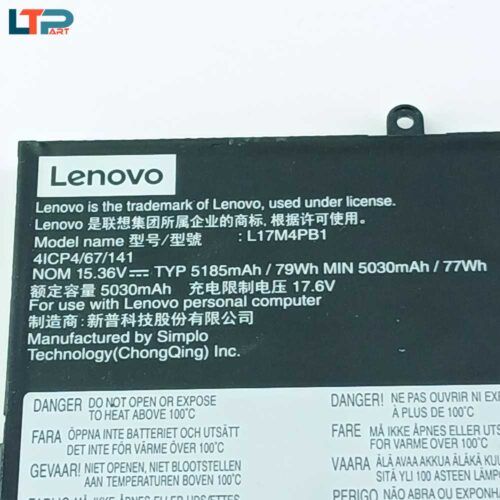 LTP
PART
Lenovo
Lenovo is the trademark of Lenovo, used under license.
Lenovo 是联想集团所属企业的商标, 根据许可使用。
Model name 型号/型號 : L17M4PB1
4ICP4/67/141
NOM 15.36V⎓ TYP 5185mAh / 79Wh MIN 5030mAh / 77Wh
额定容量 5030mAh 充电限制电压 17.6V
For use with Lenovo personal computer
制造商：新普科技股份有限公司
Manufactured by Simplo
Technology(ChongQing) Inc.
DANGER DO NOT OPEN OR EXPOSE
TO HEAT ABOVE 100°C
FARA ÖPPNA INTE BATTERIET OCH UTSÄTT
DET INTE FÖR VÄRME ÖVER 100°C
GEVAAR! NIET OPENEN, NIET BLOOTSTELLEN
AAN TEMPERATUREN BOVEN 100°C
FARLIG MÅ IKKE ÅPNES ELLER UTSETTES
DANGER NE PAS OUVRIR NI
À PLUS DE 100°C
FARE MÅ IKKE ÅPNES ELLER
FOR VARME OVER 100°C
VAARA ÄLÄ AVAA AKKUA ÄLÄKÄ
SITÄ YLI 100 ASTEEN LÄMPÖ
PERIGO NÃO ABRA OU